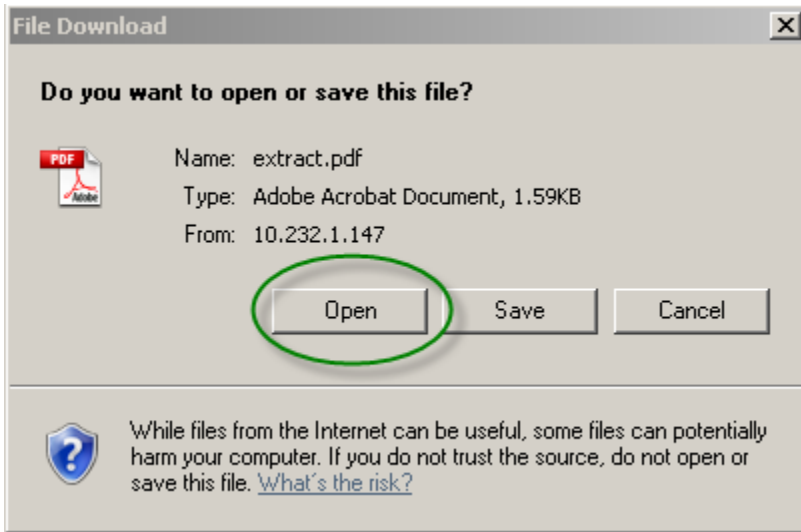 File Download
Do you want to open or save this file?
PDF
Adobe
Name: extract.pdf
Type: Adobe Acrobat Document, 1.59KB
From: 10.232.1.147
Open Save Cancel
While files from the Internet can be useful, some files can potentially
harm your computer. If you do not trust the source, do not open or
save this file. What's the risk?